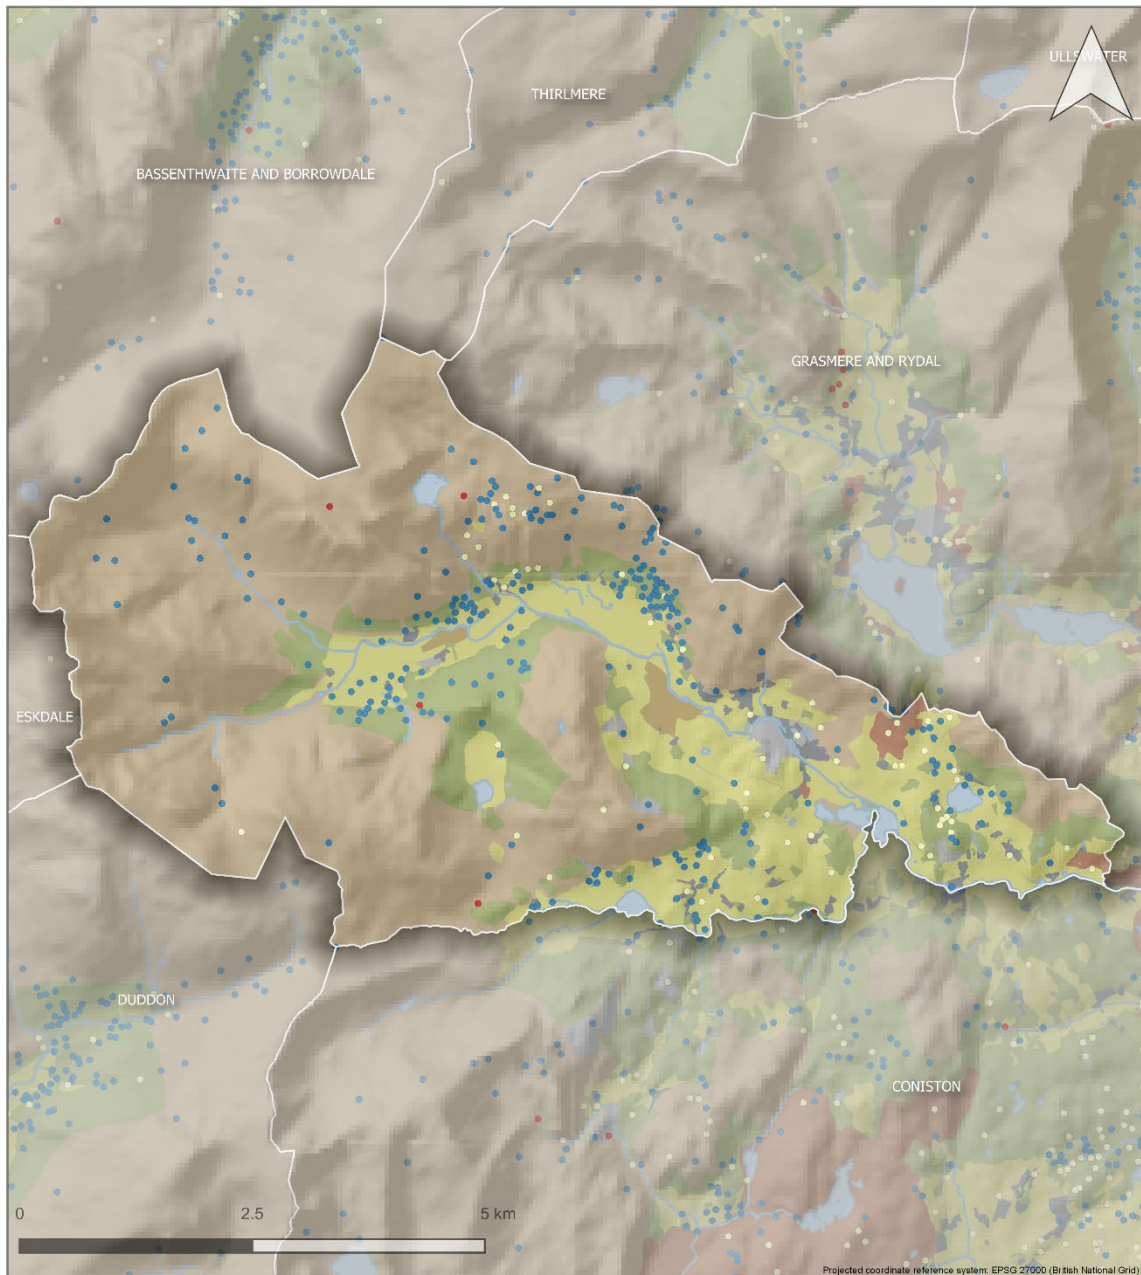 ULLSWATER
THIRLMERE
BASSENTHWAITE AND BORROWDALE
GRASMERE AND RYDAL
ESKDALE
DUDDON
CONISTON
0 2.5 5 km
Projected coordinate reference system: EPSG 27000 (British National Grid)